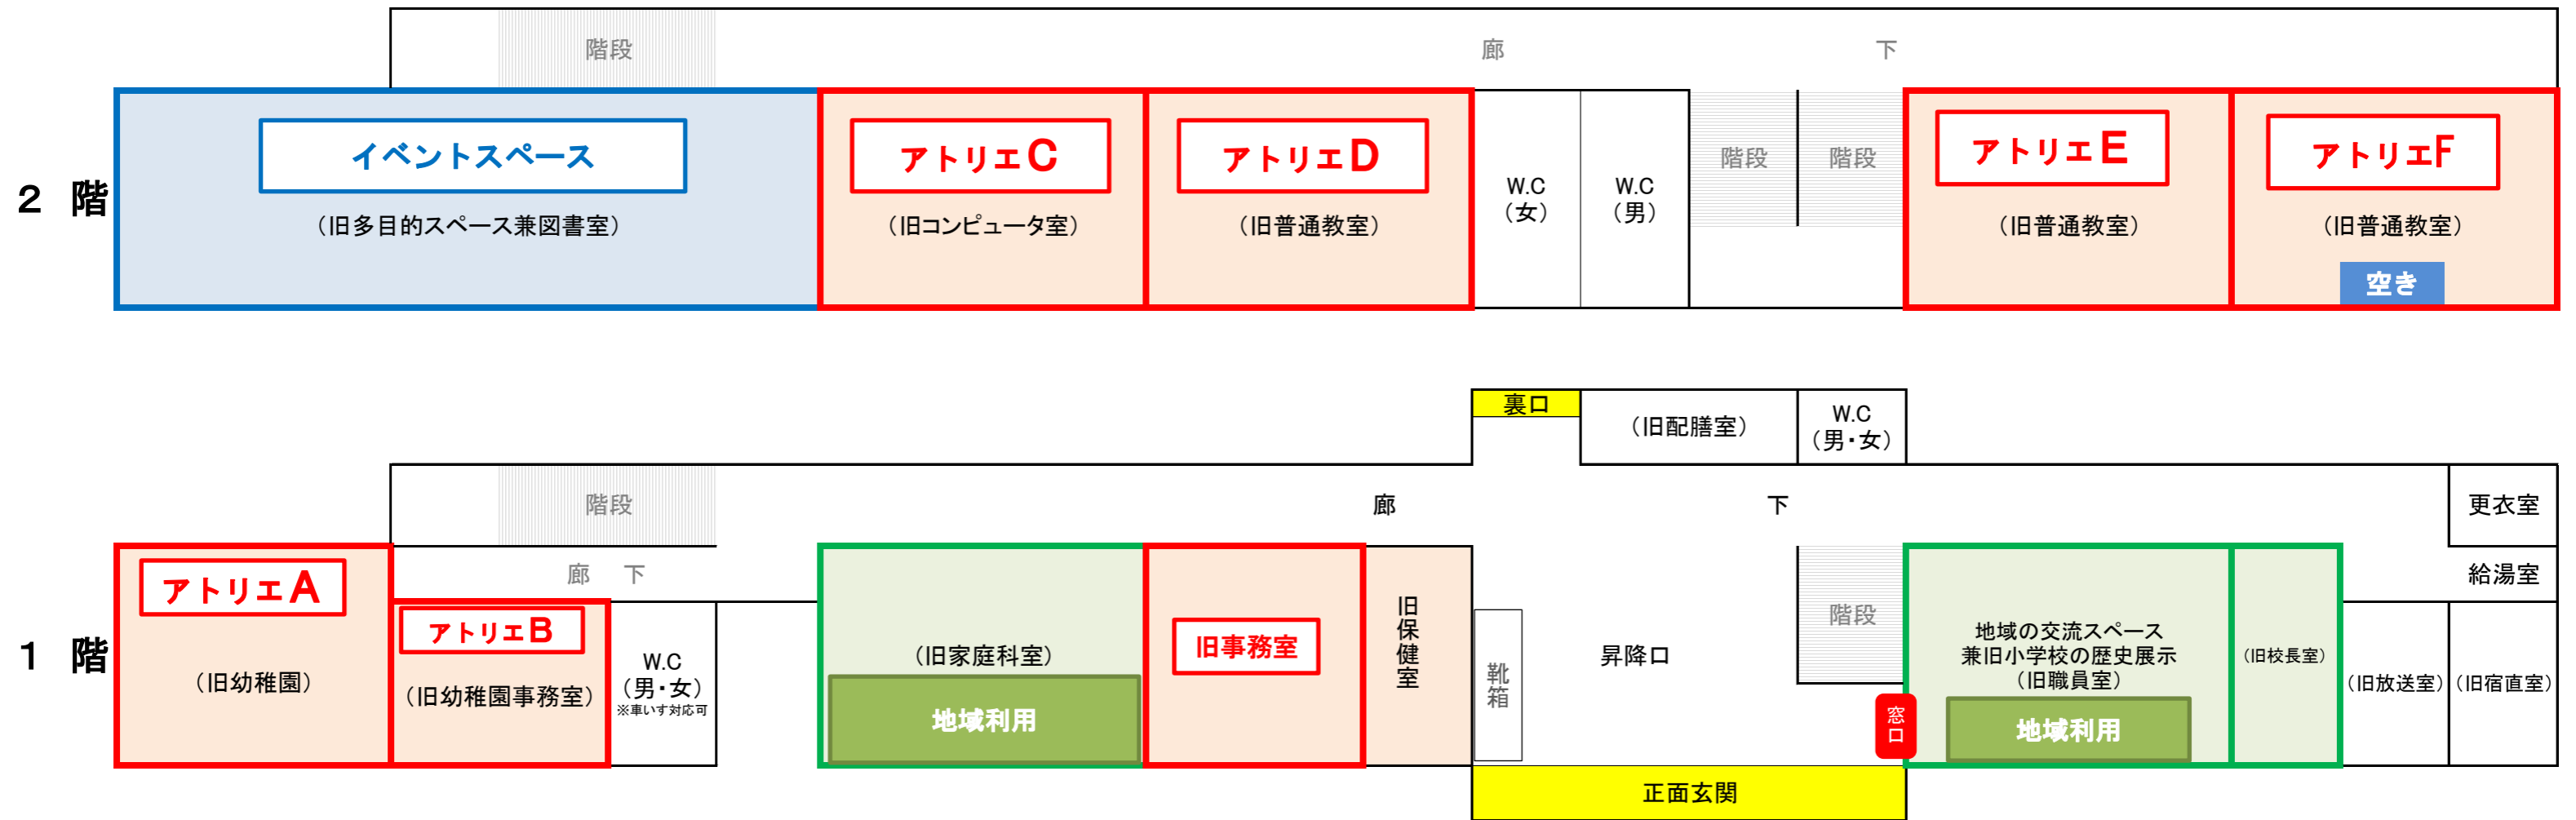 階段
廊　下
2 階
イベントスペース
（旧多目的スペース兼図書室）
アトリエC
（旧コンピュータ室）
アトリエD
（旧普通教室）
W.C
（女）
W.C
（男）
階段
階段
アトリエE
（旧普通教室）
アトリエF
（旧普通教室）
空き
裏口
（旧配膳室）
W.C
（男・女）
階段
廊　下
更衣室
給湯室
1 階
アトリエA
（旧幼稚園）
廊　下
アトリエB
（旧幼稚園事務室）
W.C
（男・女）
※車いす対応可
（旧家庭科室）
地域利用
旧事務室
旧保健室
靴箱
昇降口
階段
窓口
地域の交流スペース
兼旧小学校の歴史展示
（旧職員室）
地域利用
（旧校長室）
（旧放送室）
（旧宿直室）
正面玄関